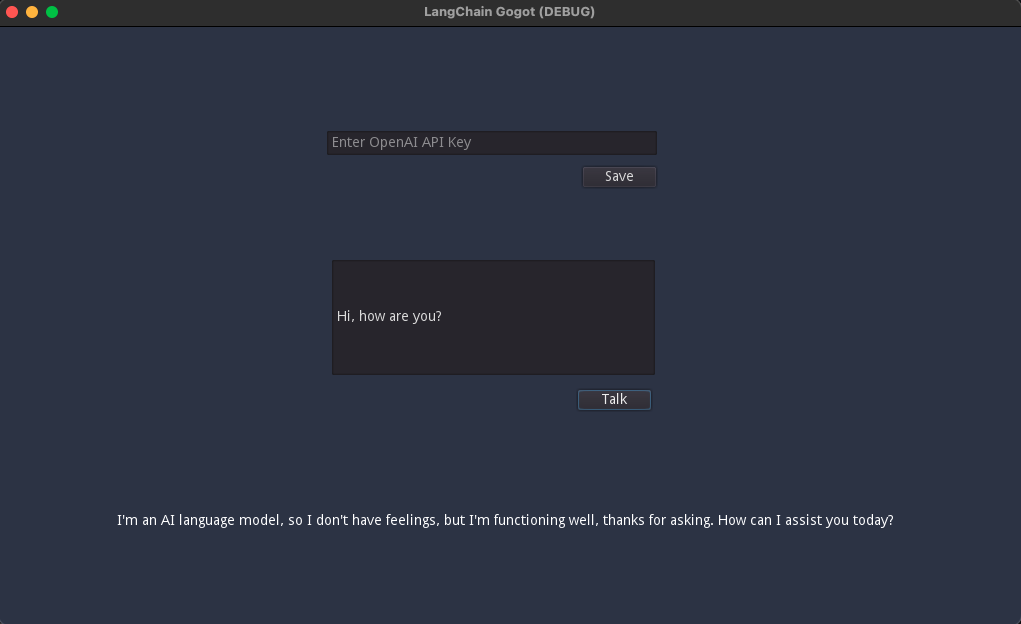 LangChain Gogot (DEBUG)
Enter OpenAI API Key
Save
Hi, how are you?
Talk
I'm an AI language model, so I don't have feelings, but I'm functioning well, thanks for asking. How can I assist you today?